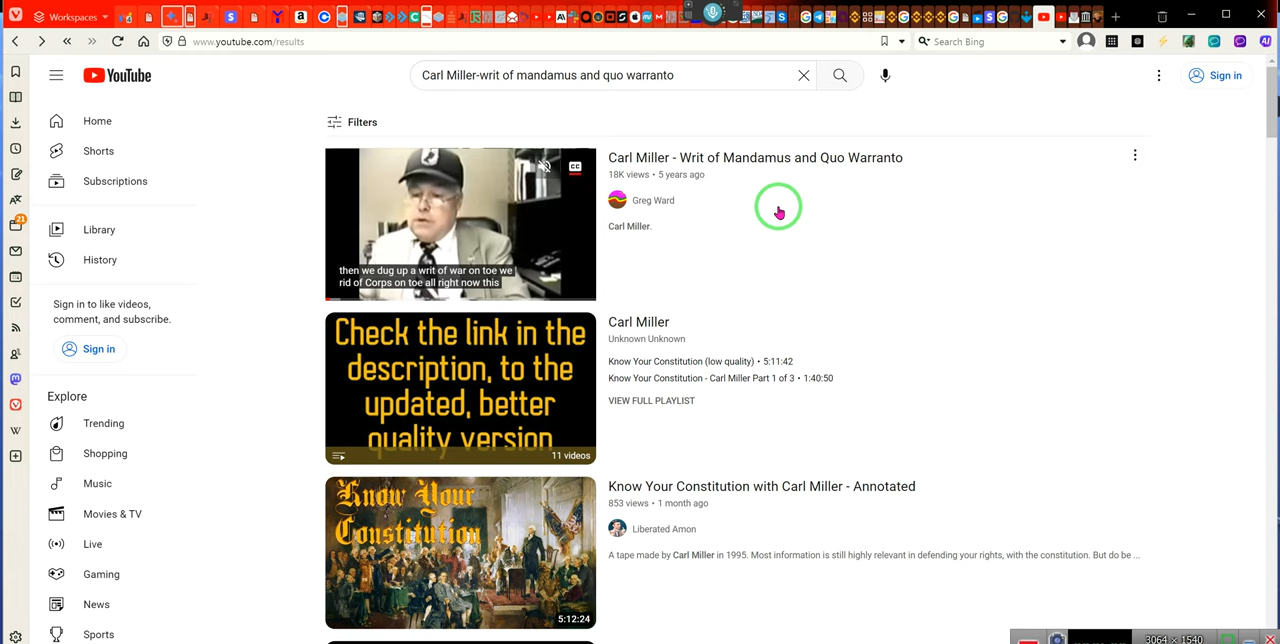 Workspaces
www.youtube.com/results
Search Bing
YouTube
Carl Miller-writ of mandamus and quo warranto
Sign in
Home
Shorts
Subscriptions
Library
History
Sign in to like videos,
comment, and subscribe.
Sign in
Explore
Trending
Shopping
Music
Movies & TV
Live
Gaming
News
Sports
21
Filters
CC
then we dug up a writ of war on toe we
rid of Corps on toe all right now this
Carl Miller - Writ of Mandamus and Quo Warranto
18K views • 5 years ago
Greg Ward
Carl Miller.
Check the link in the
description, to the
updated, better
quality version
11 videos
Carl Miller
Unknown Unknown
Know Your Constitution (low quality) • 5:11:42
Know Your Constitution - Carl Miller Part 1 of 3 • 1:40:50
VIEW FULL PLAYLIST
Know Your
Constitution
5:12:24
Know Your Constitution with Carl Miller - Annotated
853 views • 1 month ago
Liberated Amon
A tape made by Carl Miller in 1995. Most information is still highly relevant in defending your rights, with the constitution. But do be ...
3064 × 1540